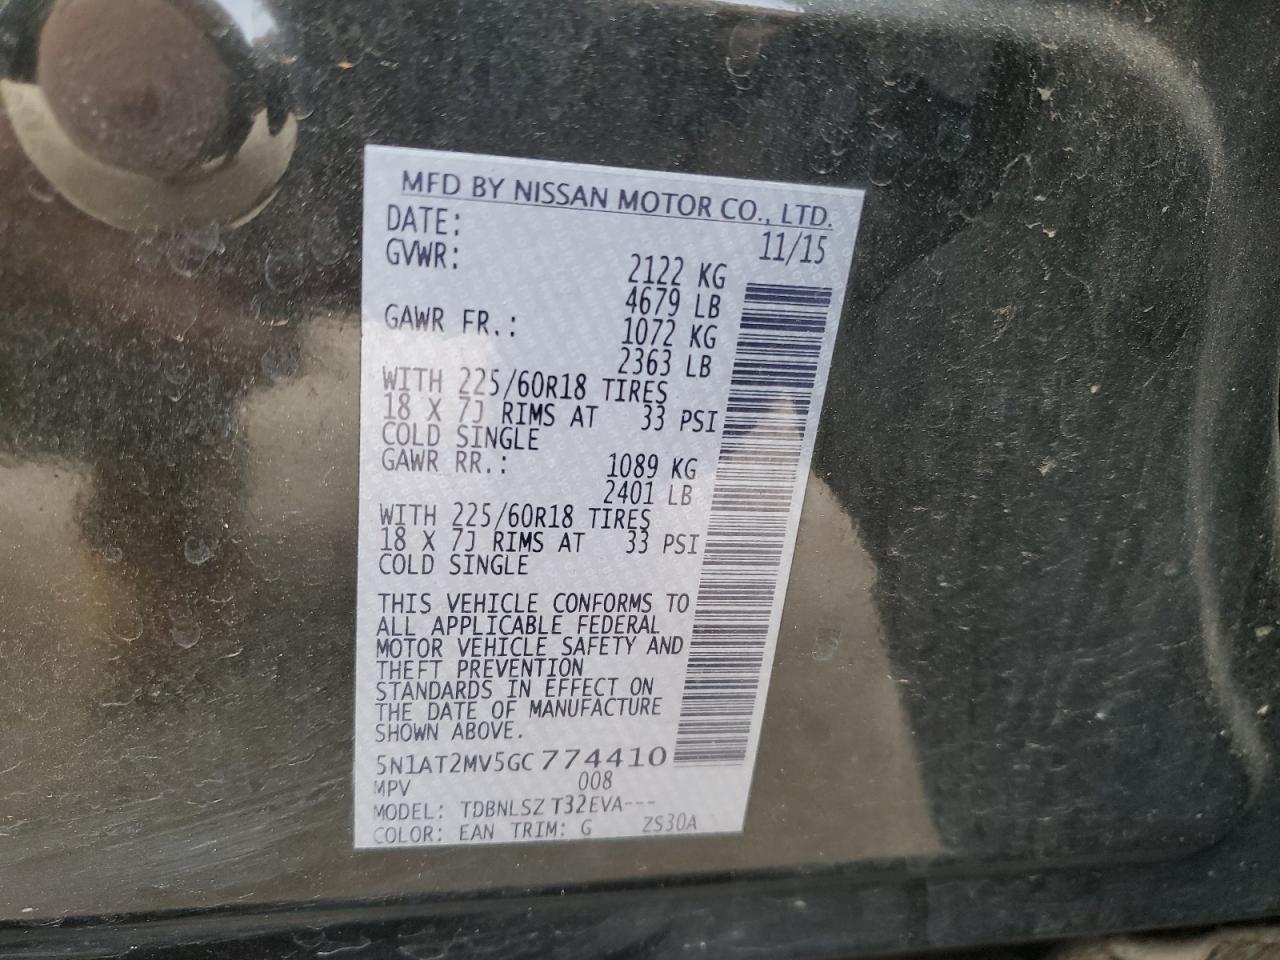 MFD BY NISSAN MOTOR CO., LTD.
DATE: 11/15
GVWR: 2122 KG
4679 LB
GAWR FR.: 1072 KG
2363 LB
WITH 225/60R18 TIRES
18 X 7J RIMS AT 33 PSI
COLD SINGLE
GAWR RR.: 1089 KG
2401 LB
WITH 225/60R18 TIRES
18 X 7J RIMS AT 33 PSI
COLD SINGLE
THIS VEHICLE CONFORMS TO
ALL APPLICABLE FEDERAL
MOTOR VEHICLE SAFETY AND
THEFT PREVENTION
STANDARDS IN EFFECT ON
THE DATE OF MANUFACTURE
SHOWN ABOVE.
5N1AT2MV5GC774410
MPV 008
MODEL: TDBNLSZ T32EVA---
COLOR: EAN TRIM: G ZS30A